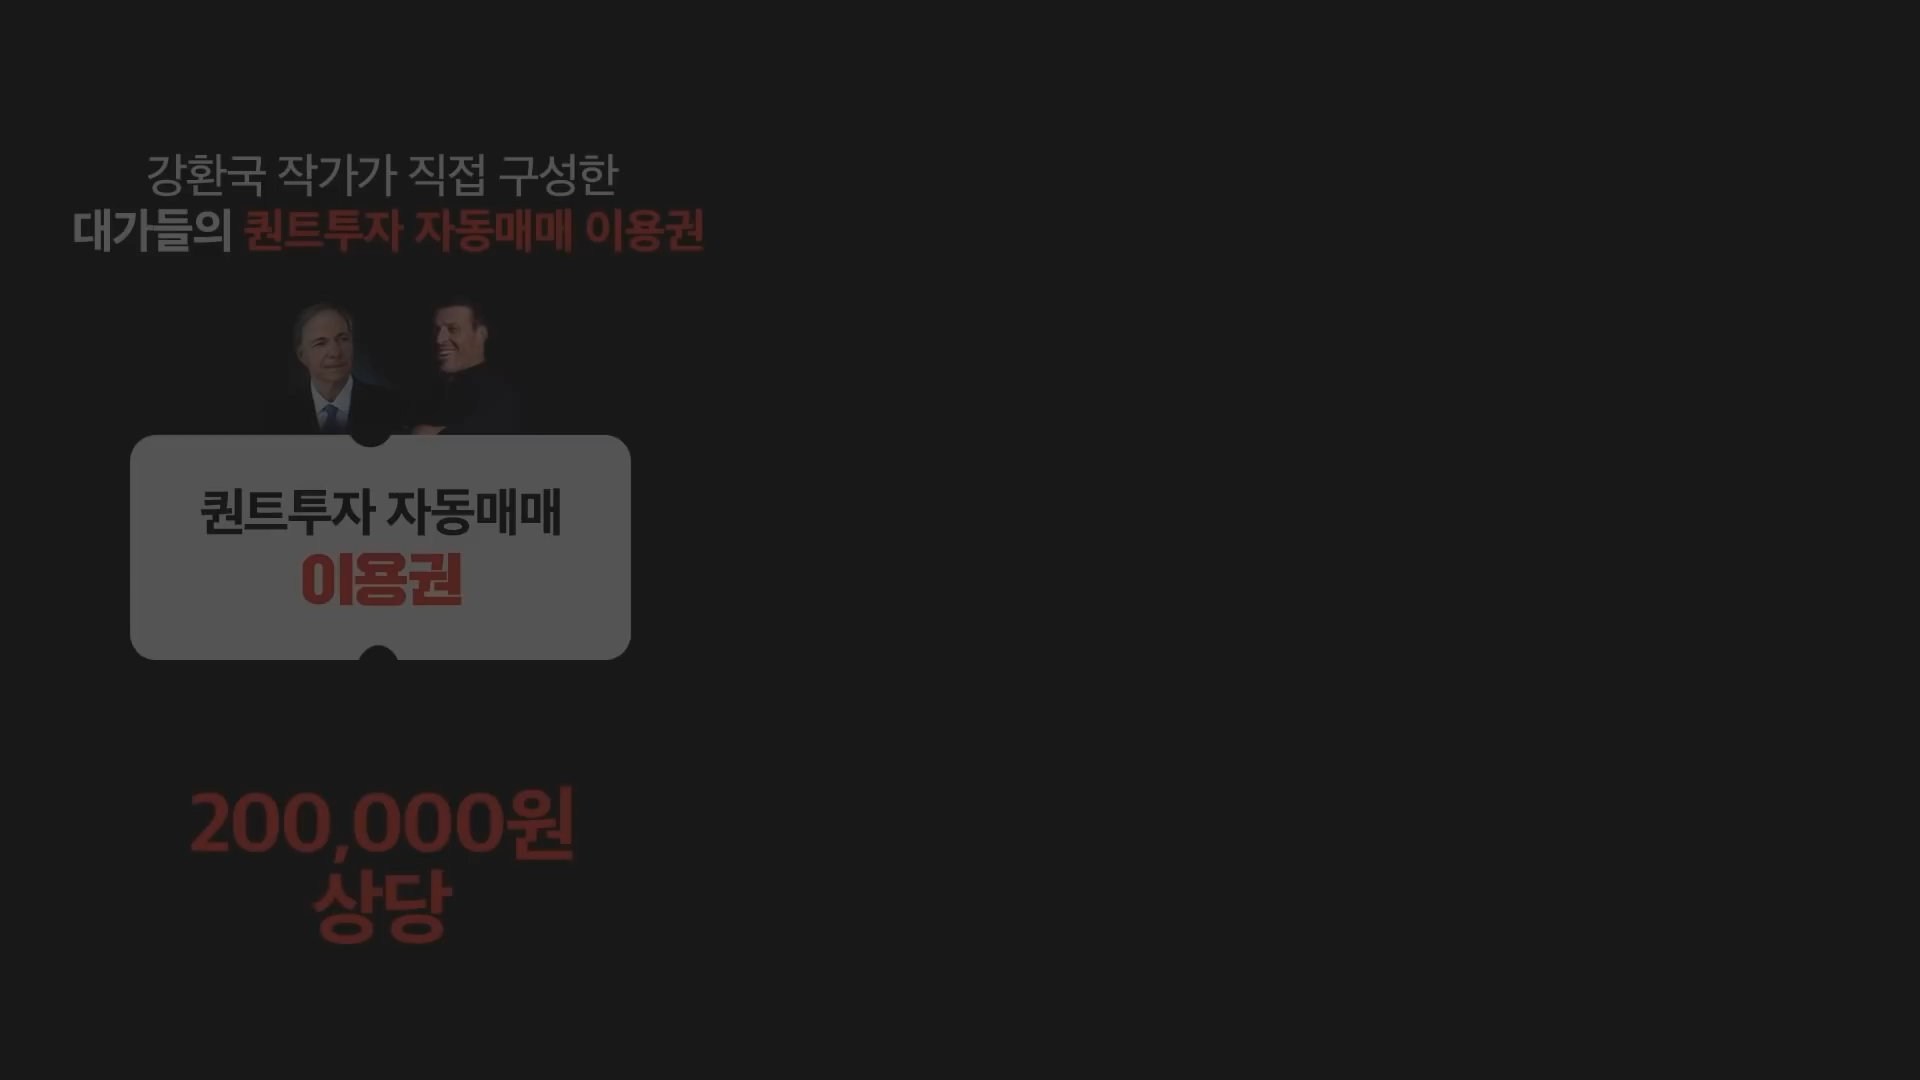 강환국 작가가 직접 구성한
대가들의 퀀트투자 자동매매 이용권
퀀트투자 자동매매
이용권
200,000원
상당